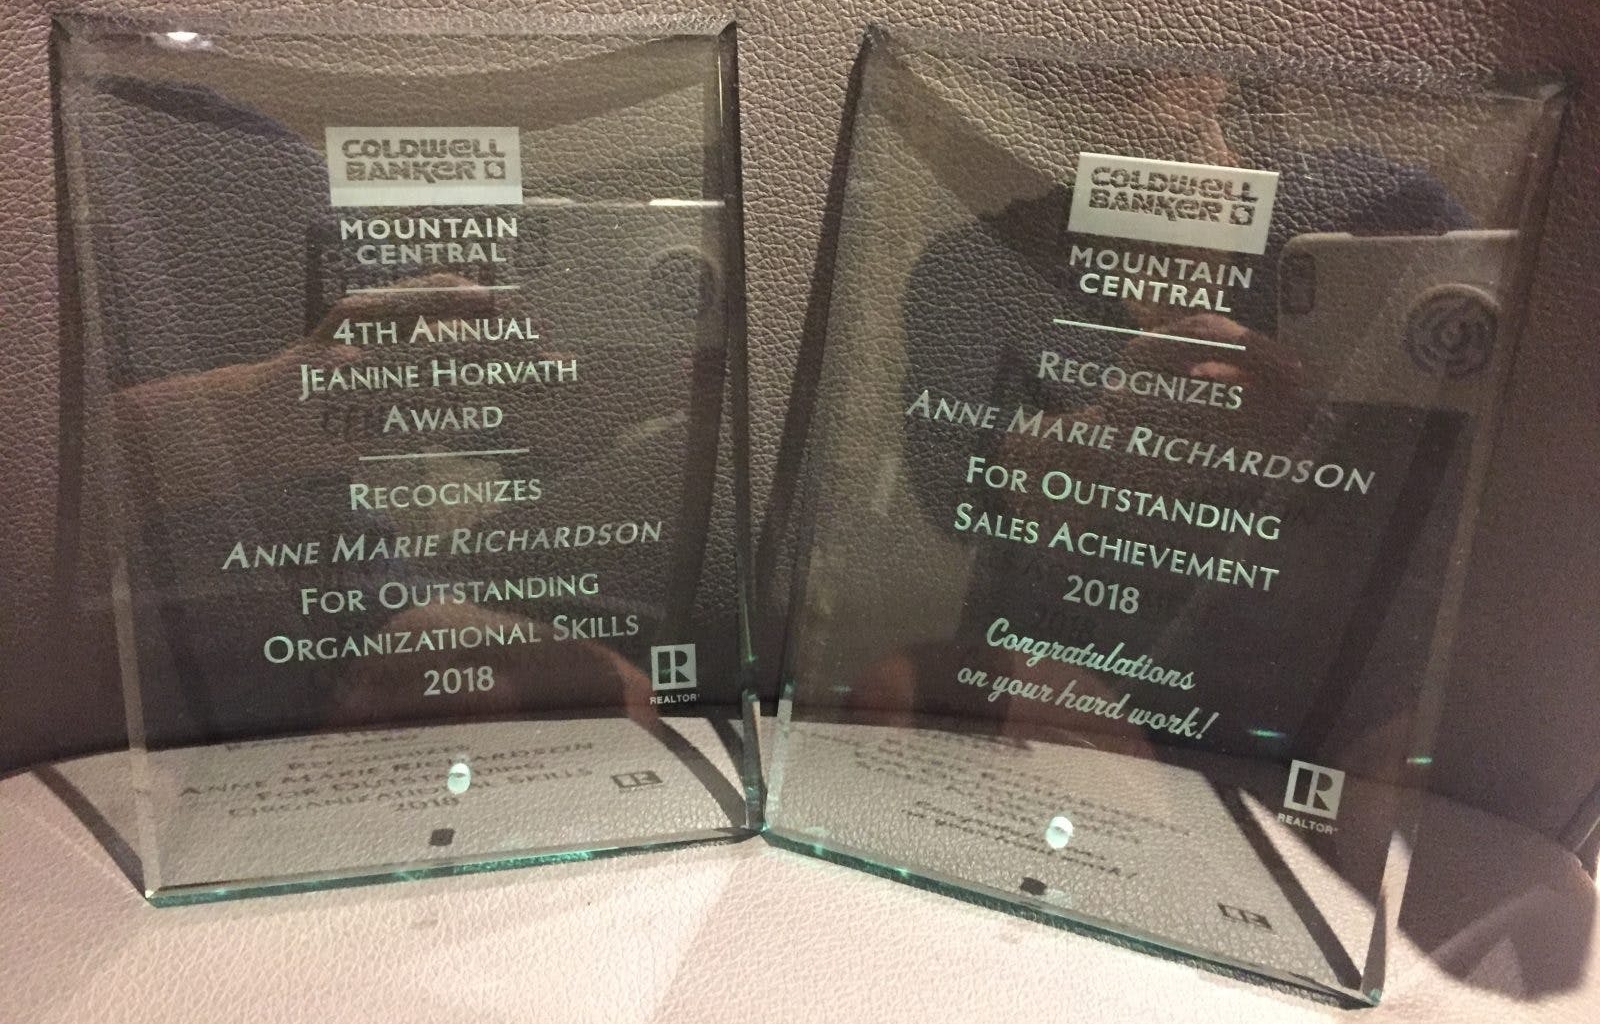 COLDWELL
BANKER
MOUNTAIN
CENTRAL
4TH ANNUAL
JEANINE HORVATH
AWARD
RECOGNIZES
ANNE MARIE RICHARDSON
FOR OUTSTANDING
ORGANIZATIONAL SKILLS
2018
R
REALTOR®
COLDWELL
BANKER
MOUNTAIN
CENTRAL
RECOGNIZES
ANNE MARIE RICHARDSON
FOR OUTSTANDING
SALES ACHIEVEMENT
2018
Congratulations
on your hard work!
R
REALTOR®